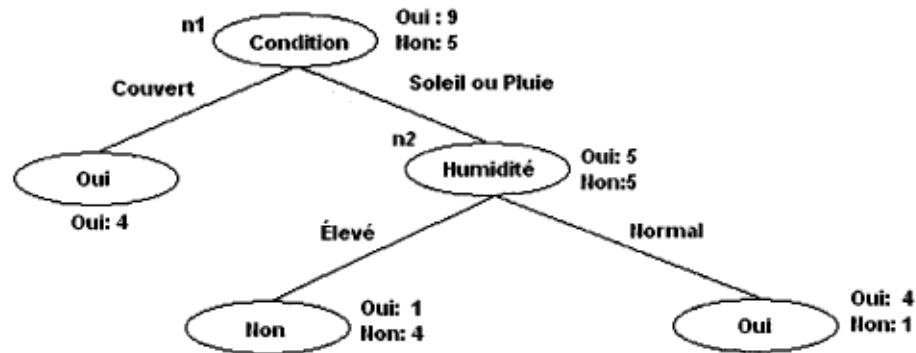 n1
Condition
Oui : 9
Non: 5
Couvert
Soleil ou Pluie
n2
Humidité
Oui: 5
Non:5
Oui
Oui: 4
Élevé
Normal
Non
Oui: 1
Non: 4
Oui
Oui: 4
Non: 1